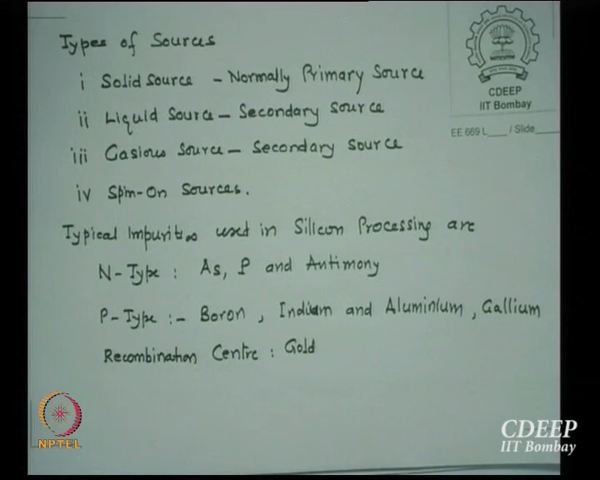 Types of Sources
i Solid Source - Normally Primary Source
ii Liquid Source - Secondary Source
iii Gasious Source - Secondary Source
iv Spin-On Sources.
Typical Impurities used in Silicon Processing are
N-Type : As, P and Antimony
P-Type :- Boron, Indium and Aluminium, Gallium
Recombination Centre : Gold
CDEEP
IIT Bombay
EE 669 L___/Slide___
NPTEL
CDEEP
IIT Bombay